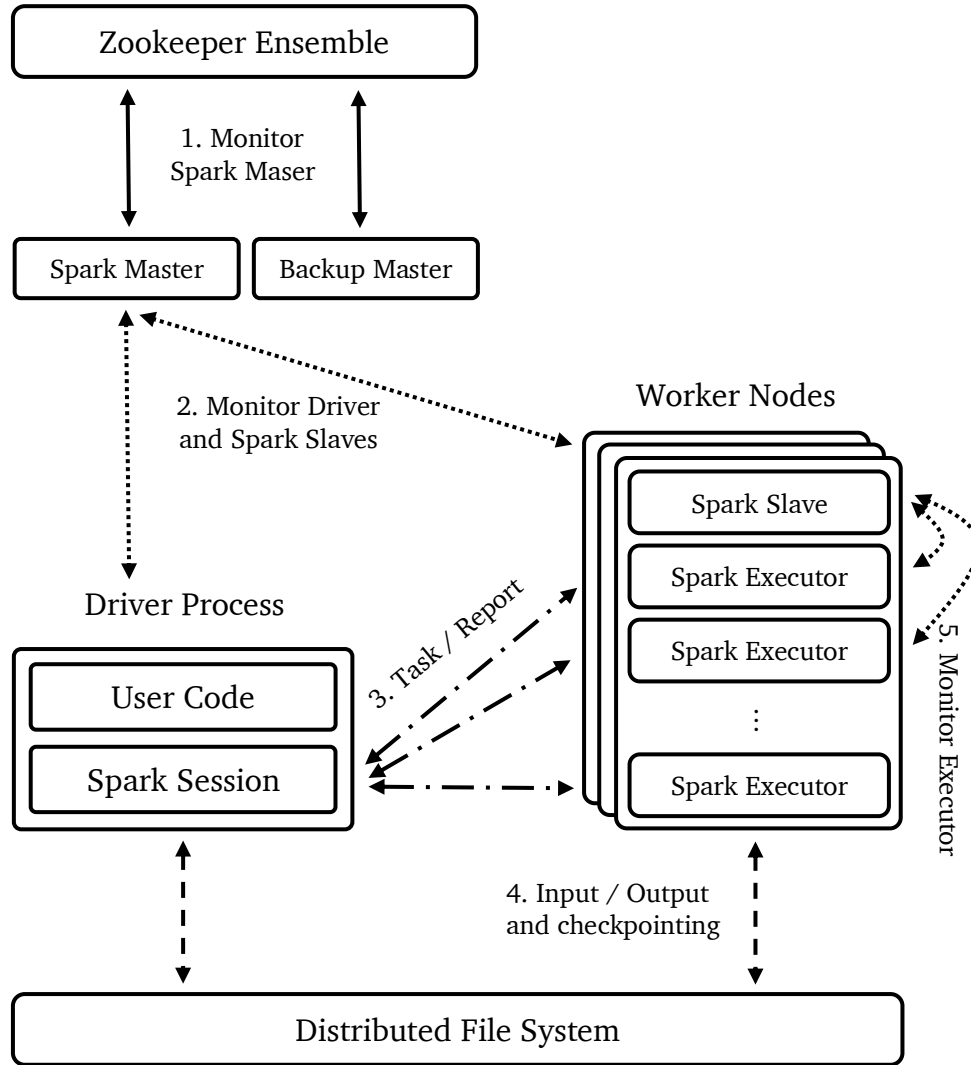 Zookeeper Ensemble
1. Monitor
Spark Maser
Spark Master
Backup Master
2. Monitor Driver
and Spark Slaves
Worker Nodes
Spark Slave
Spark Executor
Spark Executor
⋮
Spark Executor
5. Monitor Executor
Driver Process
User Code
Spark Session
3. Task / Report
4. Input / Output
and checkpointing
Distributed File System